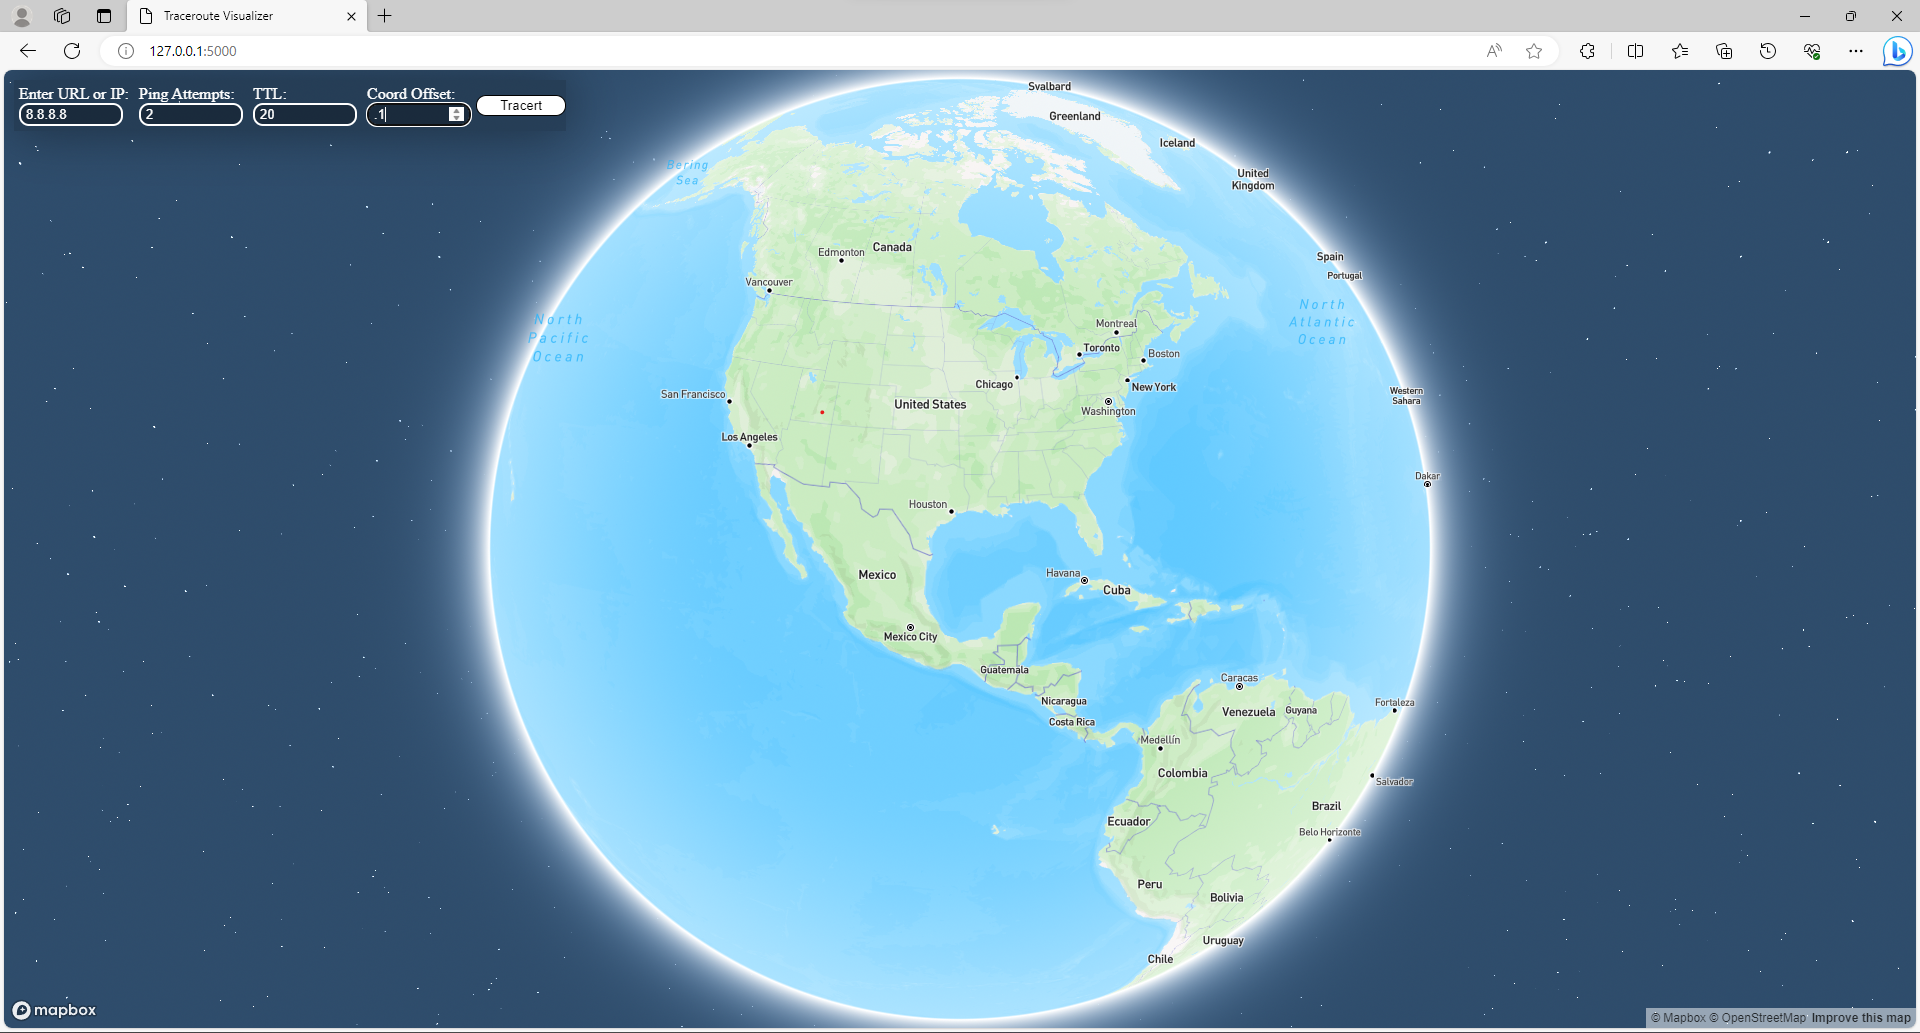 Traceroute Visualizer
127.0.0.1:5000
Enter URL or IP: Ping Attempts: TTL: Coord Offset:
8.8.8.8 2 20 .1 Tracert
Svalbard
Greenland
Iceland
United
Kingdom
Bering
Sea
Canada
Edmonton
Spain
Portugal
Vancouver
North
Pacific
Ocean
North
Atlantic
Ocean
Montreal
Toronto
Boston
Chicago
New York
San Francisco
United States
Washington
Western
Sahara
Los Angeles
Dakar
Houston
Mexico
Havana
Cuba
Mexico City
Guatemala
Caracas
Nicaragua
Venezuela
Guyana
Fortaleza
Costa Rica
Medellín
Colombia
Salvador
Brazil
Ecuador
Belo Horizonte
Peru
Bolivia
Uruguay
Chile
mapbox
© Mapbox © OpenStreetMap Improve this map